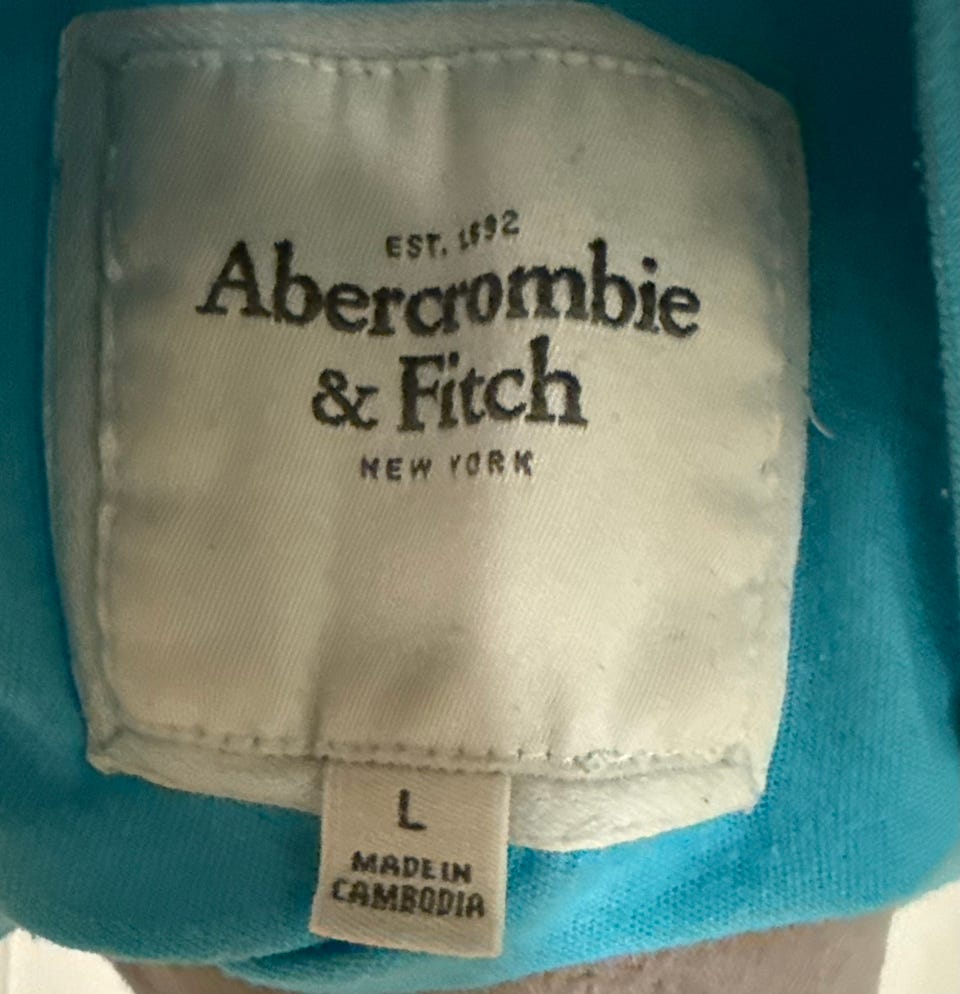 EST. 1892
Abercrombie
& Fitch
NEW YORK
L
MADE IN
CAMBODIA